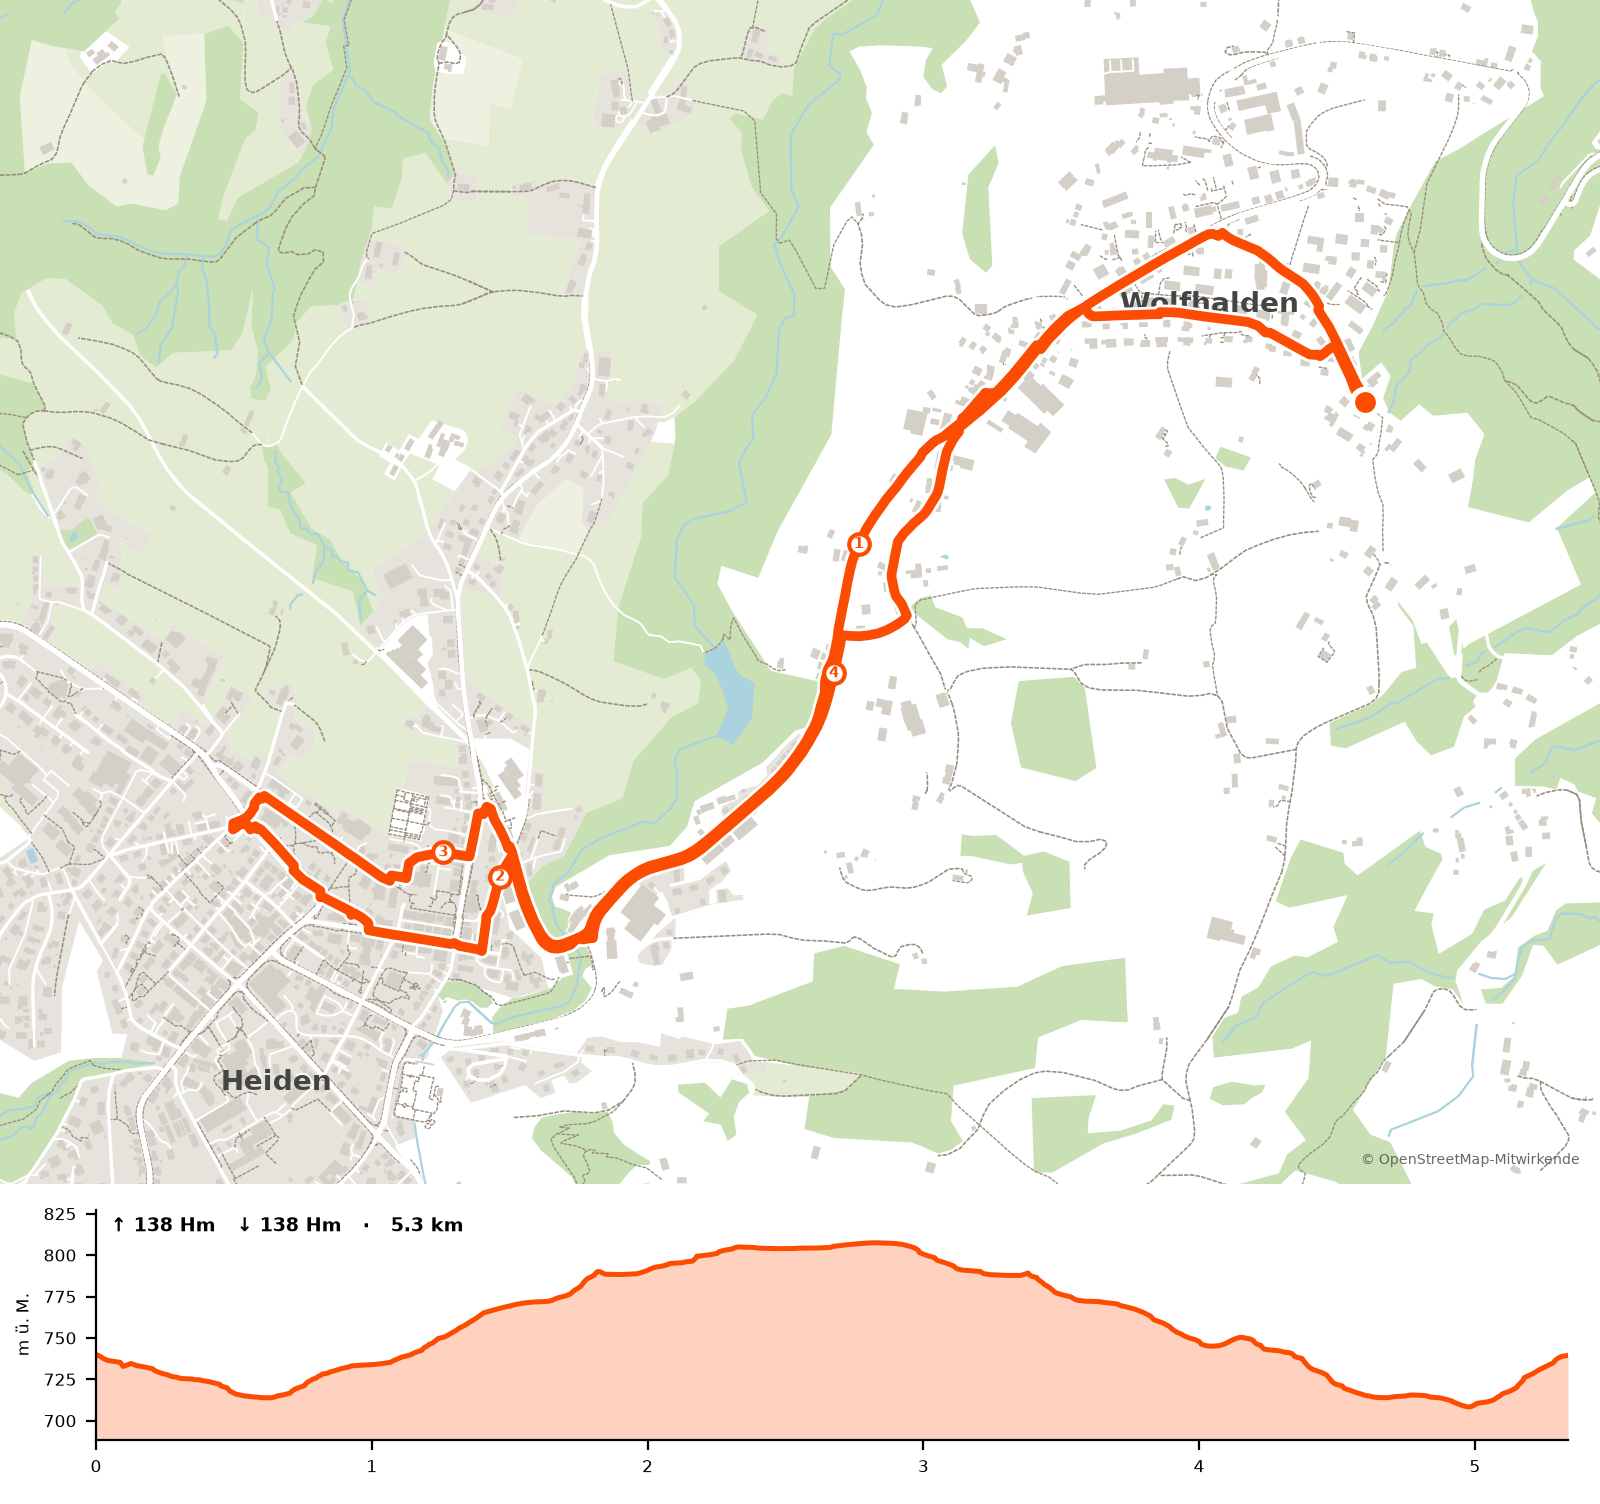 Wolfhalden
1
4
3
2
Heiden
© OpenStreetMap-Mitwirkende
↑ 138 Hm ↓ 138 Hm · 5.3 km
825
800
775
750
725
700
m ü. M.
0 1 2 3 4 5